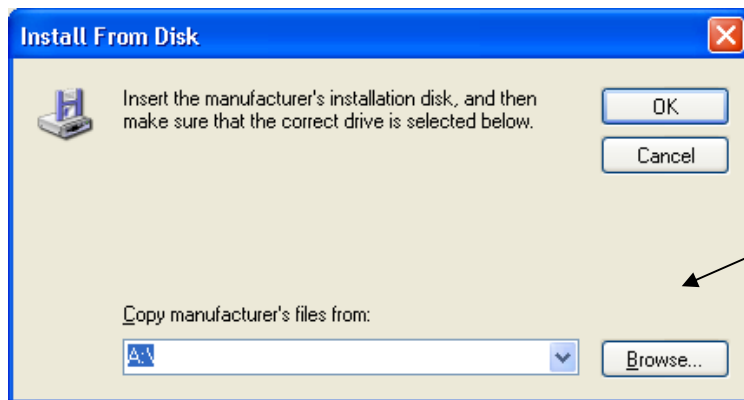 Install From Disk
Insert the manufacturer's installation disk, and then
make sure that the correct drive is selected below.
OK
Cancel
Copy manufacturer's files from:
A:\
Browse...